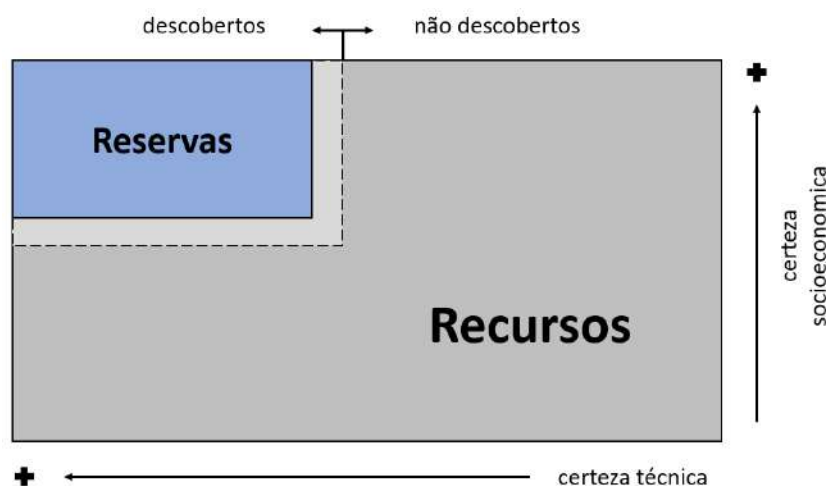 descobertos
não descobertos
Reservas
Recursos
certeza
socioeconomica
certeza técnica